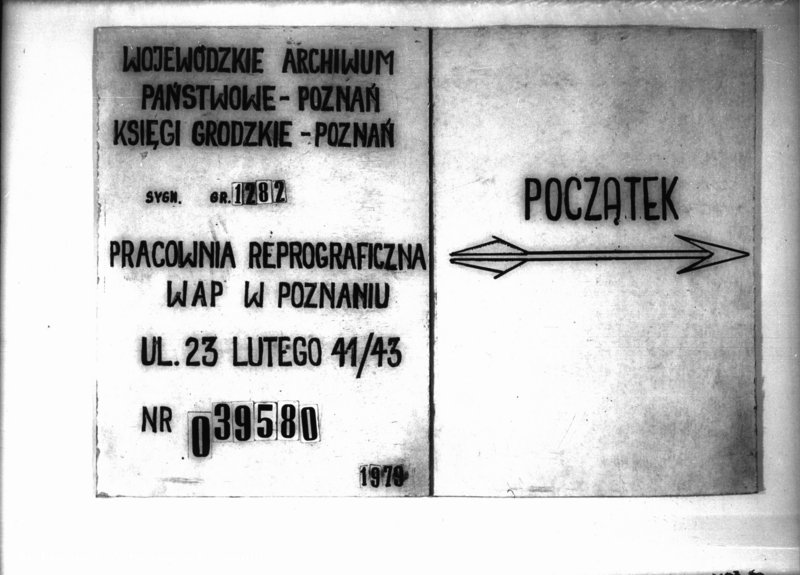 WOJEWÓDZKIE ARCHIWUM
PAŃSTWOWE - POZNAŃ
KSIĘGI GRODZKIE - POZNAŃ
SYGN. GR. 1282
PRACOWNIA REPROGRAFICZNA
WAP W POZNANIU
UL. 23 LUTEGO 41/43
NR 039580
1979
POCZĄTEK